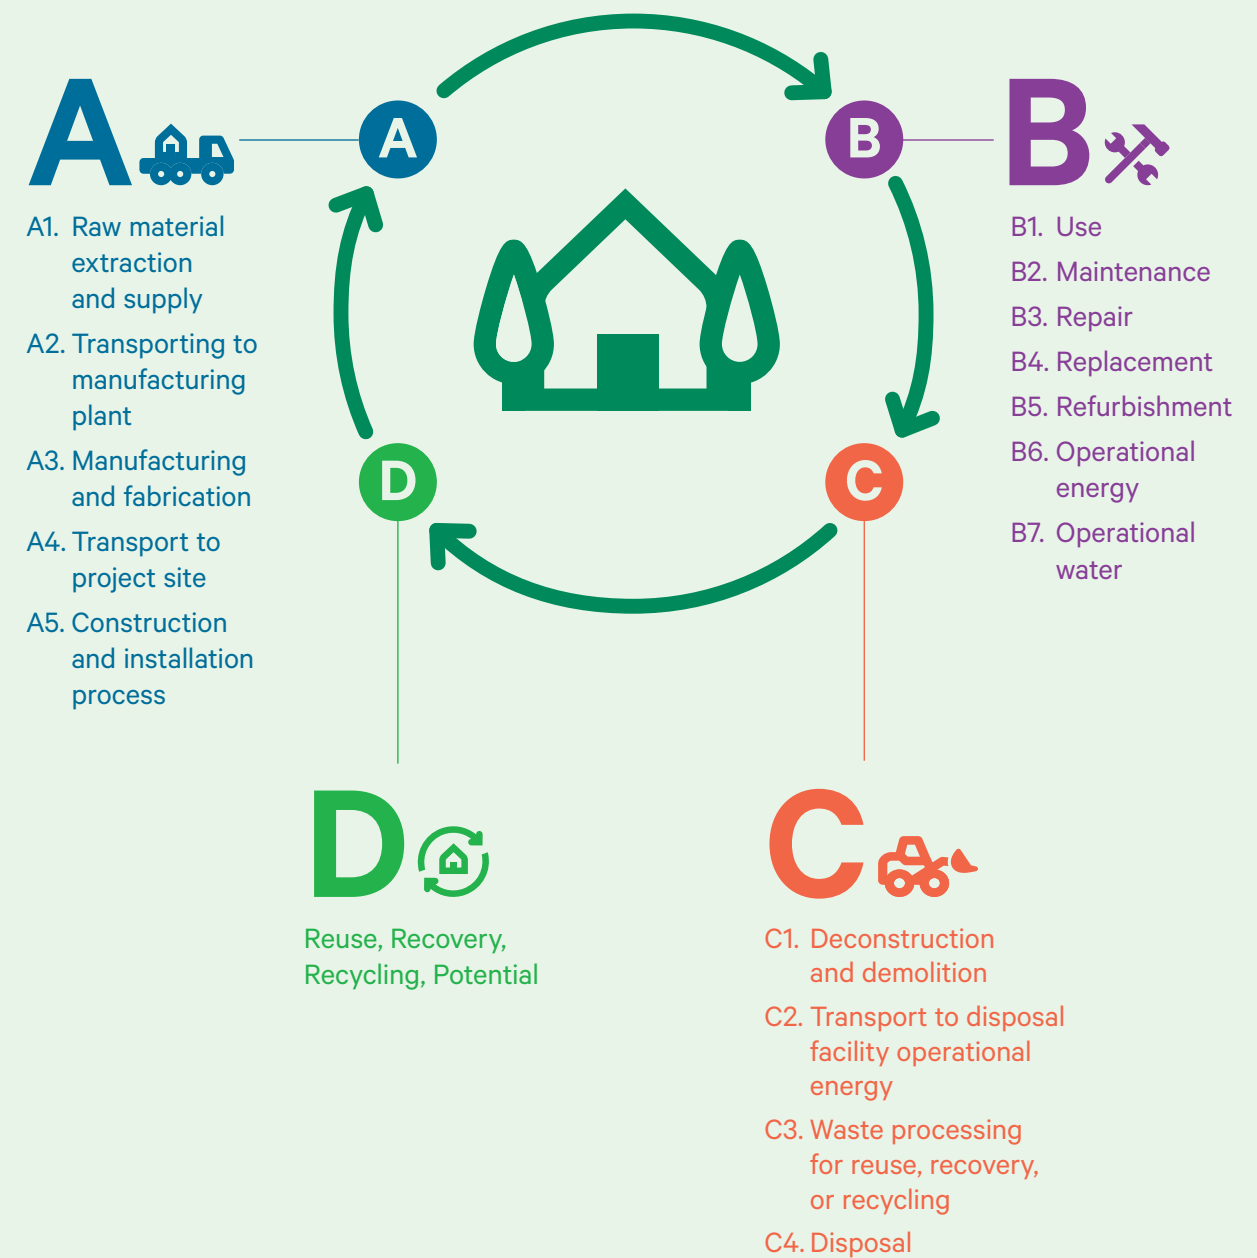 A
A
B
B
A1. Raw material
extraction
and supply
A2. Transporting to
manufacturing
plant
A3. Manufacturing
and fabrication
A4. Transport to
project site
A5. Construction
and installation
process
B1. Use
B2. Maintenance
B3. Repair
B4. Replacement
B5. Refurbishment
B6. Operational
energy
B7. Operational
water
D
C
D
Reuse, Recovery,
Recycling, Potential
C
C1. Deconstruction
and demolition
C2. Transport to disposal
facility operational
energy
C3. Waste processing
for reuse, recovery,
or recycling
C4. Disposal